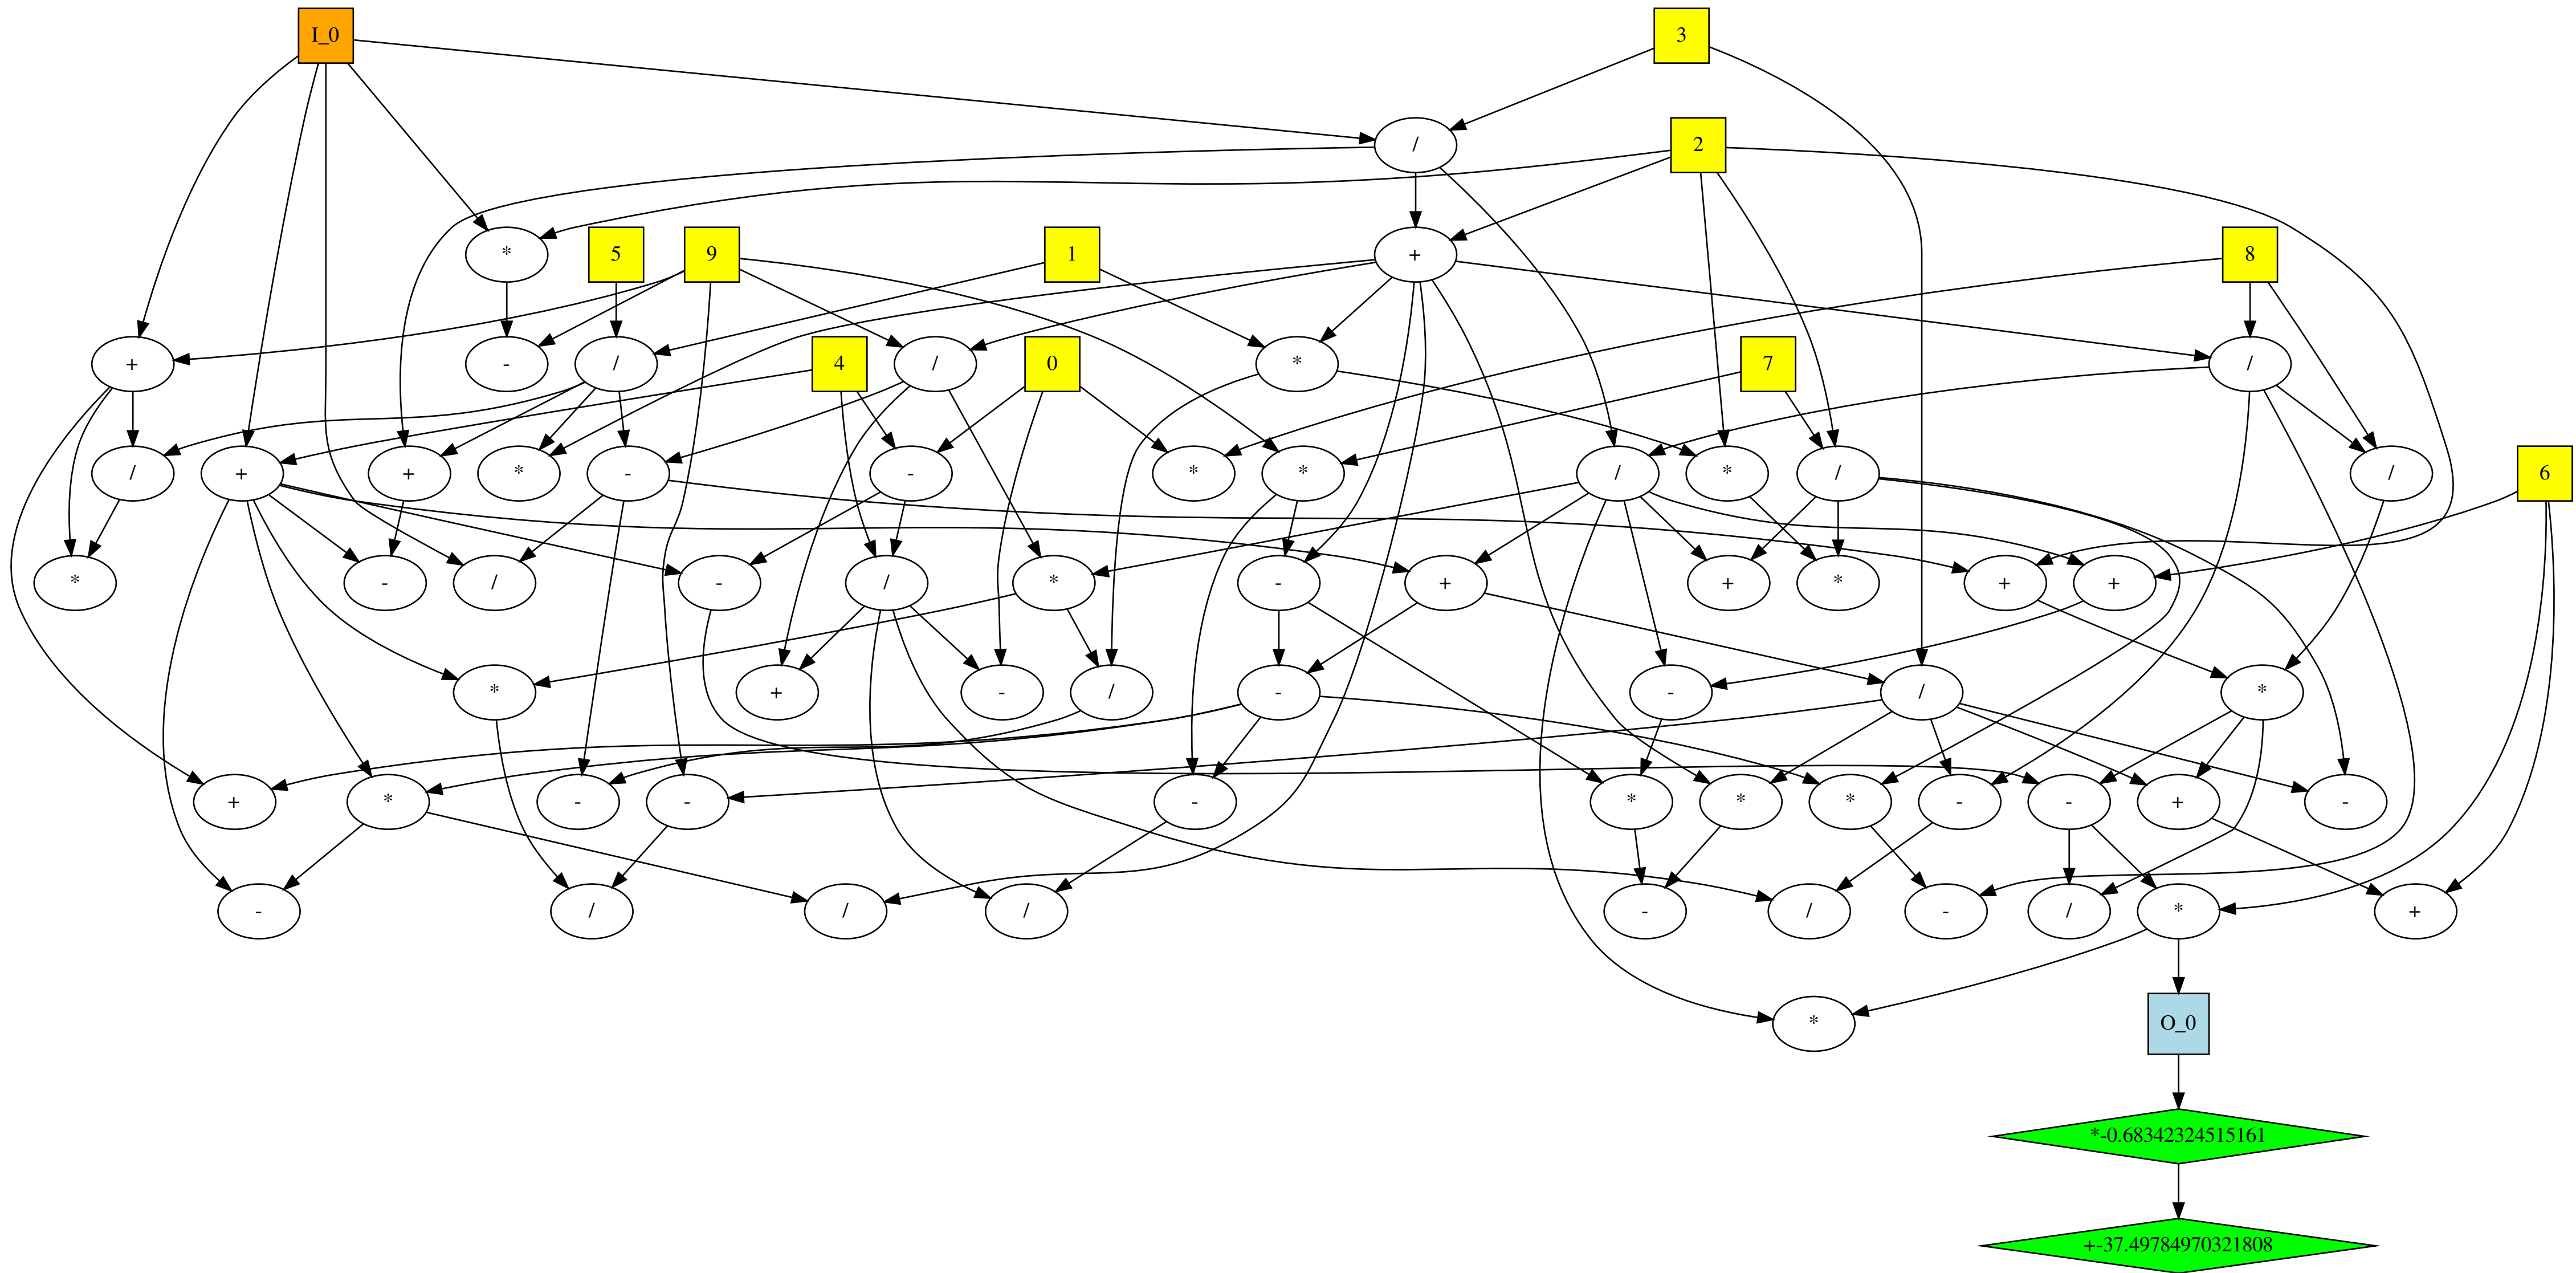 I_0 3
/ 2
* 5 9 1 + 8
+ - / 4 / 0 * 7 /
/ + + * - - * * / * / / 6
* - / - / * - + + * + +
* + - / - - / *
+ * - - - * * * - - + -
- / / / - / - / * +
* O_0
*-0.68342324515161
+-37.49784970321808